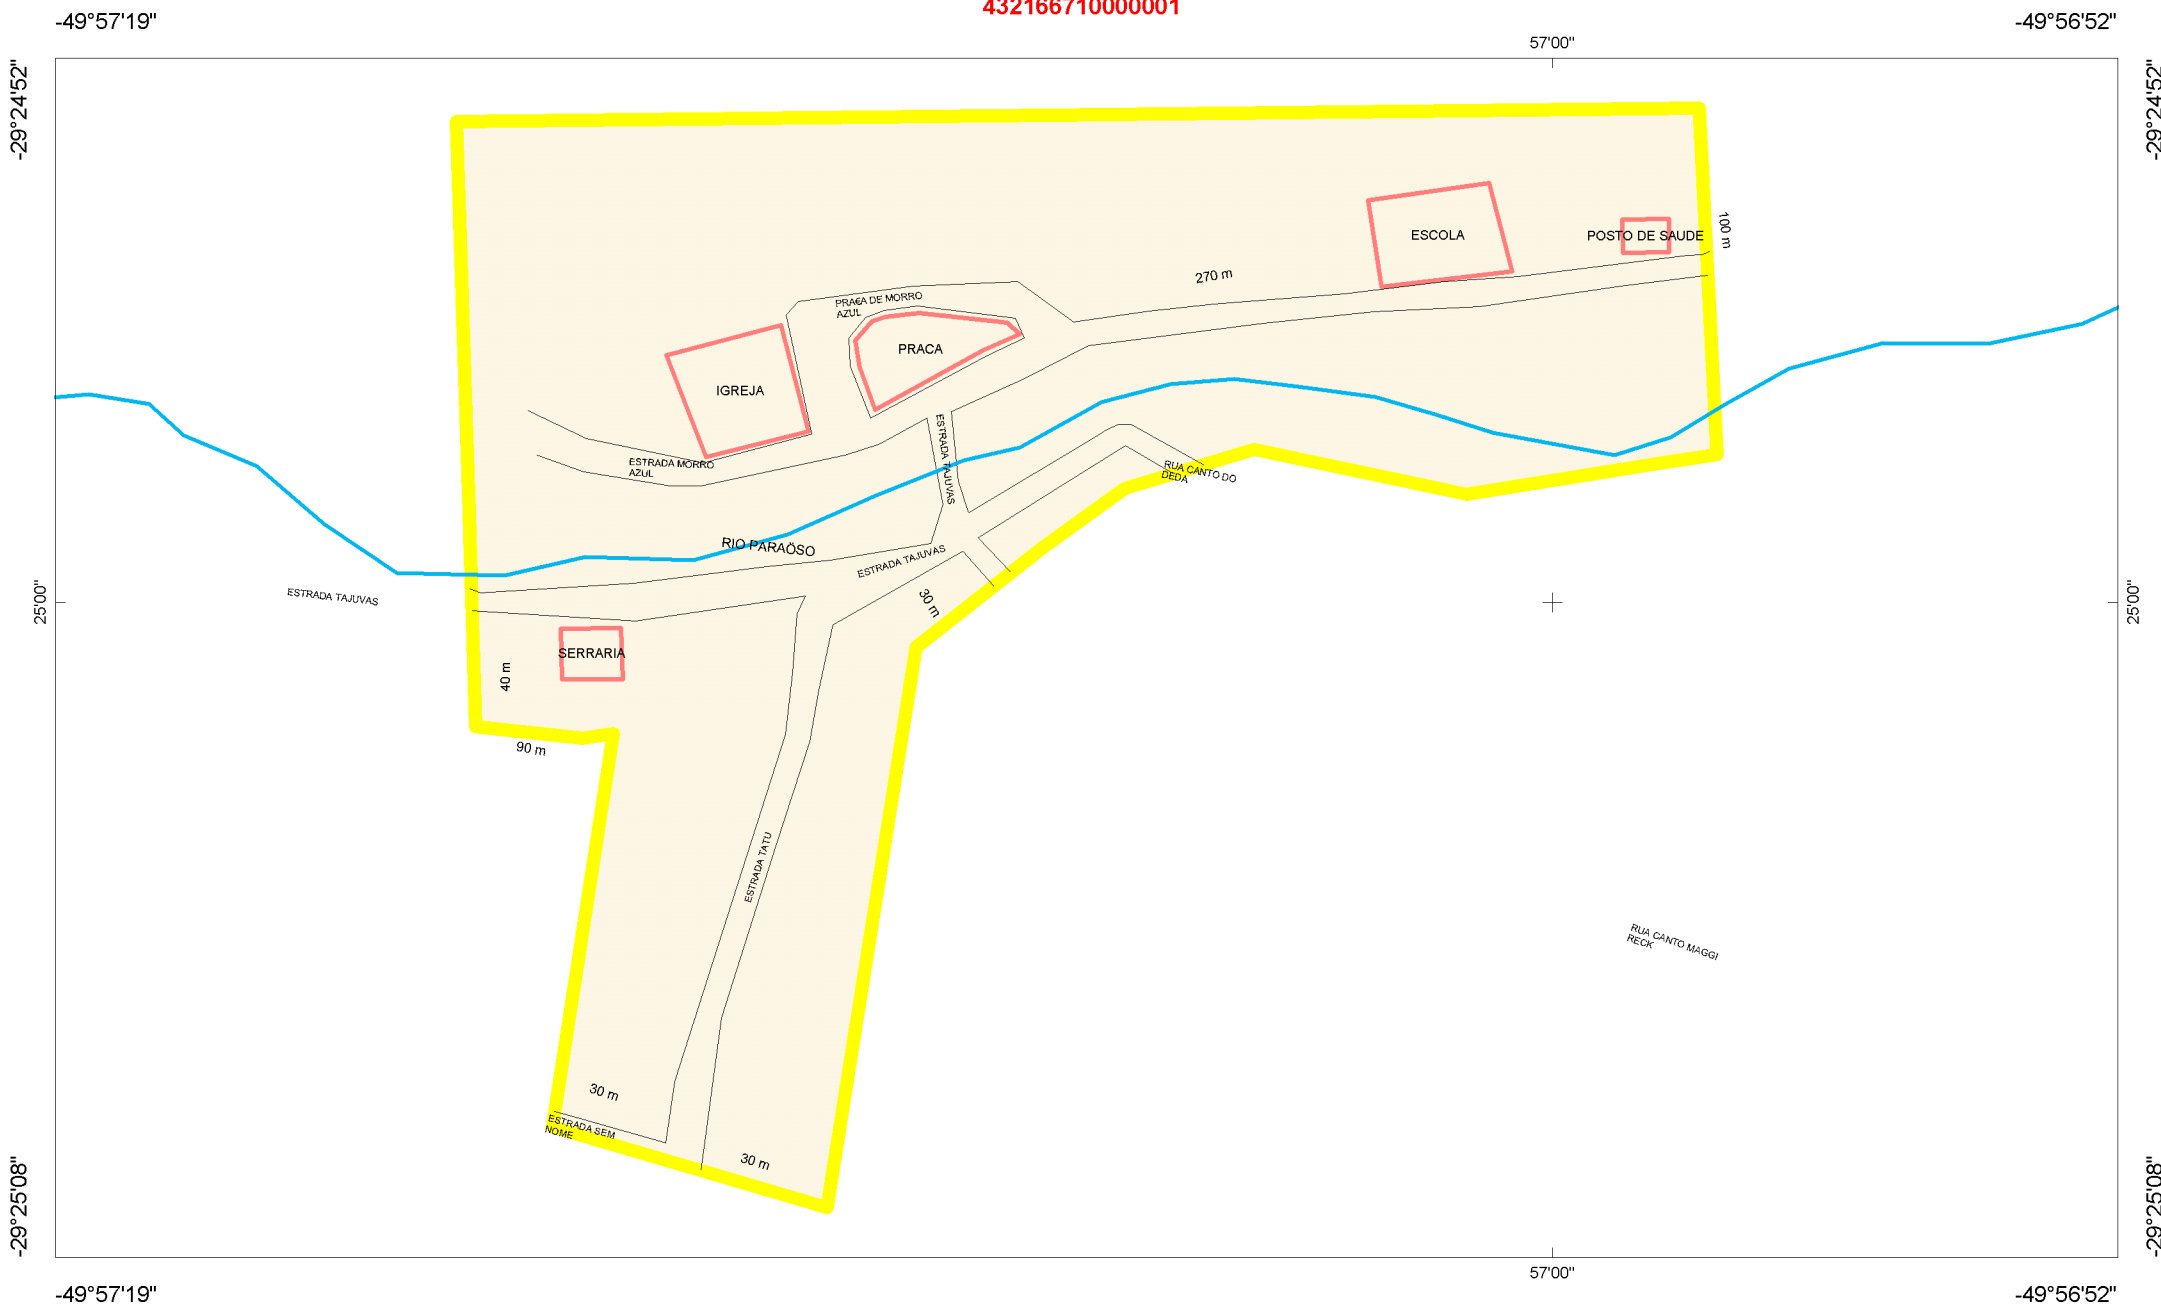 432166710000001
-49°57'19"
-49°56'52"
57'00"
-29°24'52"
-29°24'52"
100 m
ESCOLA
POSTO DE SAUDE
270 m
PRA€A DE MORRO
AZUL
PRACA
IGREJA
ESTRADA TAJUVAS
ESTRADA MORRO
AZUL
RUA CANTO DO
DEDA
RIO PARAÖSO
ESTRADA TAJUVAS
ESTRADA TAJUVAS
30 m
25'00"
25'00"
SERRARIA
40 m
90 m
ESTRADA TATU
RUA CANTO MAGGI
RECK
30 m
ESTRADA SEM
NOME
30 m
-29°25'08"
-29°25'08"
57'00"
-49°57'19"
-49°56'52"